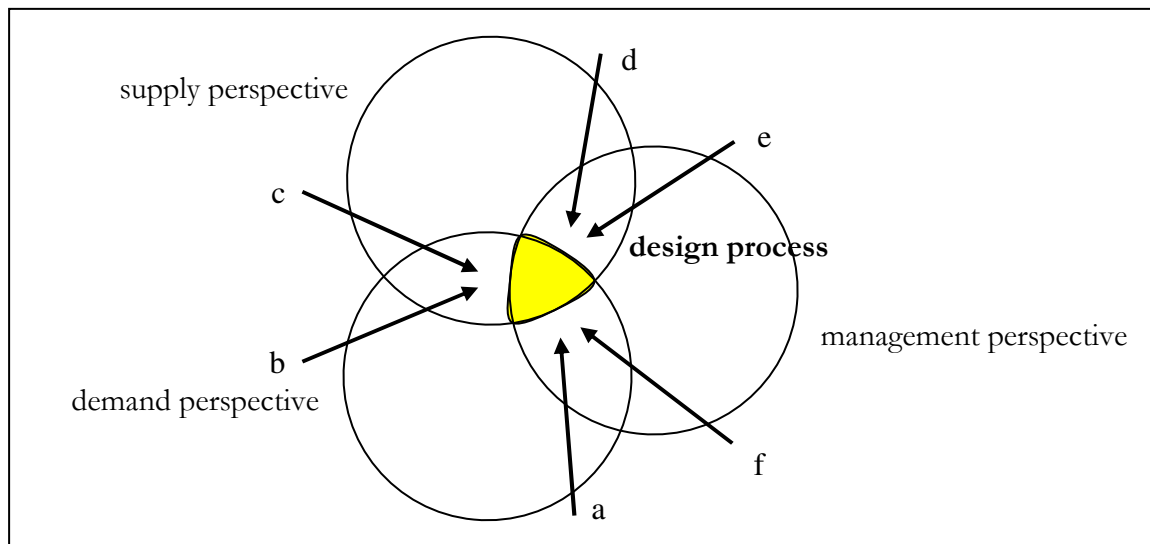 d
supply perspective
e
c
design process
management perspective
b
demand perspective
f
a